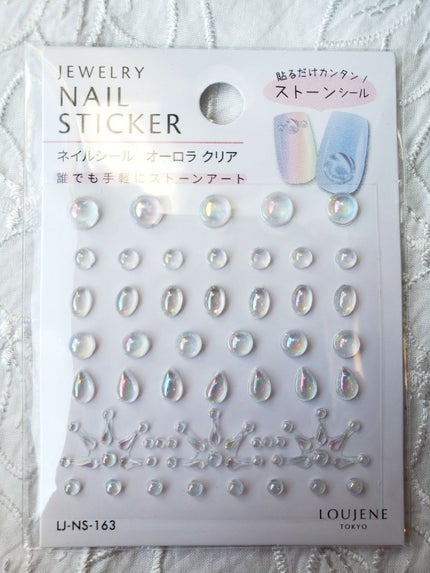 JEWELRY
NAIL
STICKER
貼るだけカンタン！
ストーンシール
ネイルシール オーロラ クリア
誰でも手軽にストーンアート
LJ-NS-163
LOUJENE
TOKYO